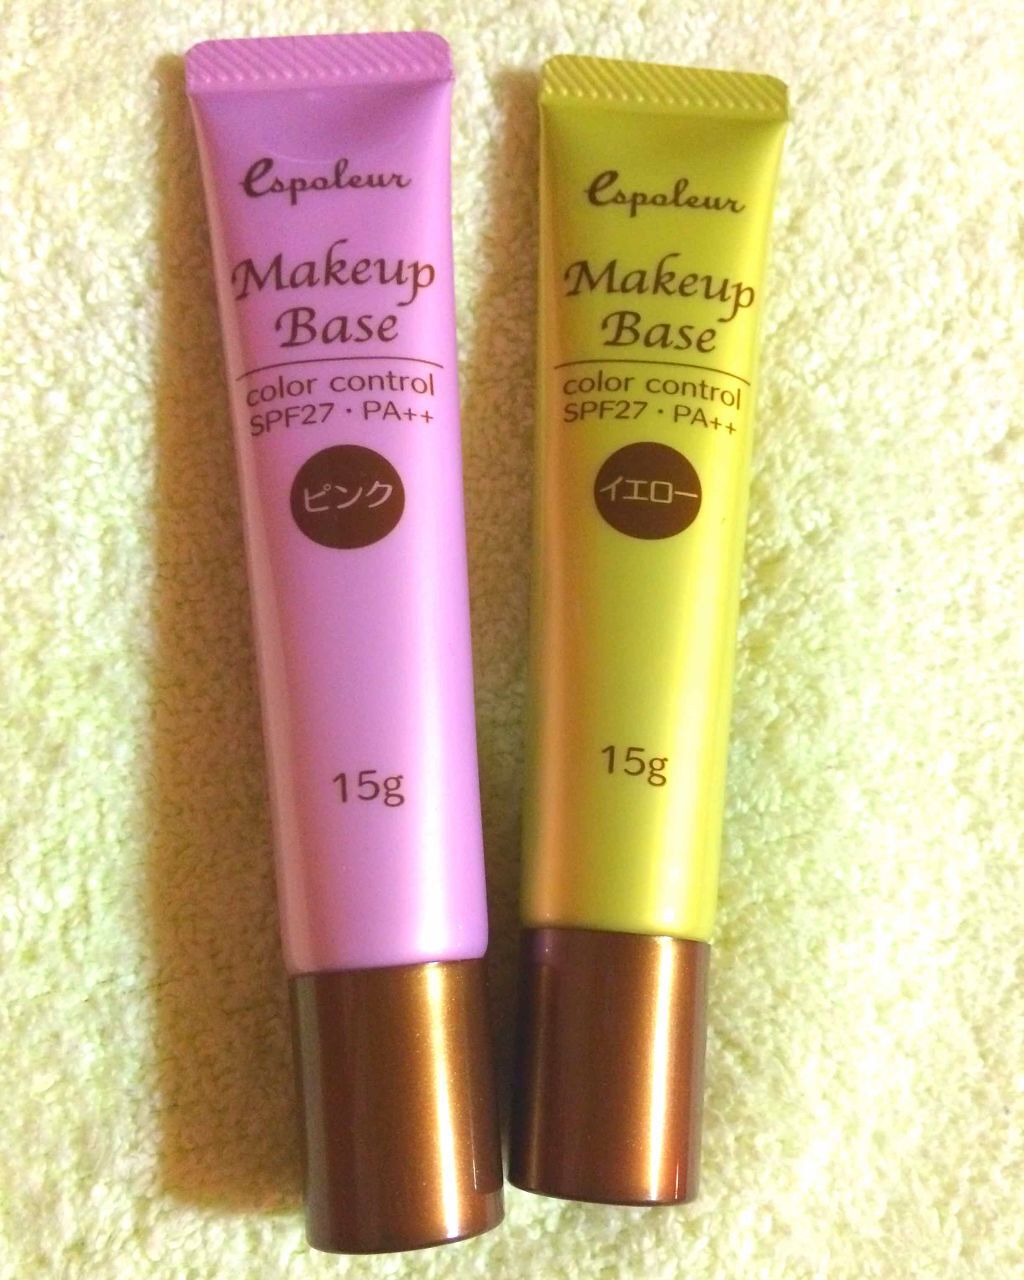 espoleur
Makeup
Base
color control
SPF27・PA++
ピンク
15g
espoleur
Makeup
Base
color control
SPF27・PA++
イエロー
15g